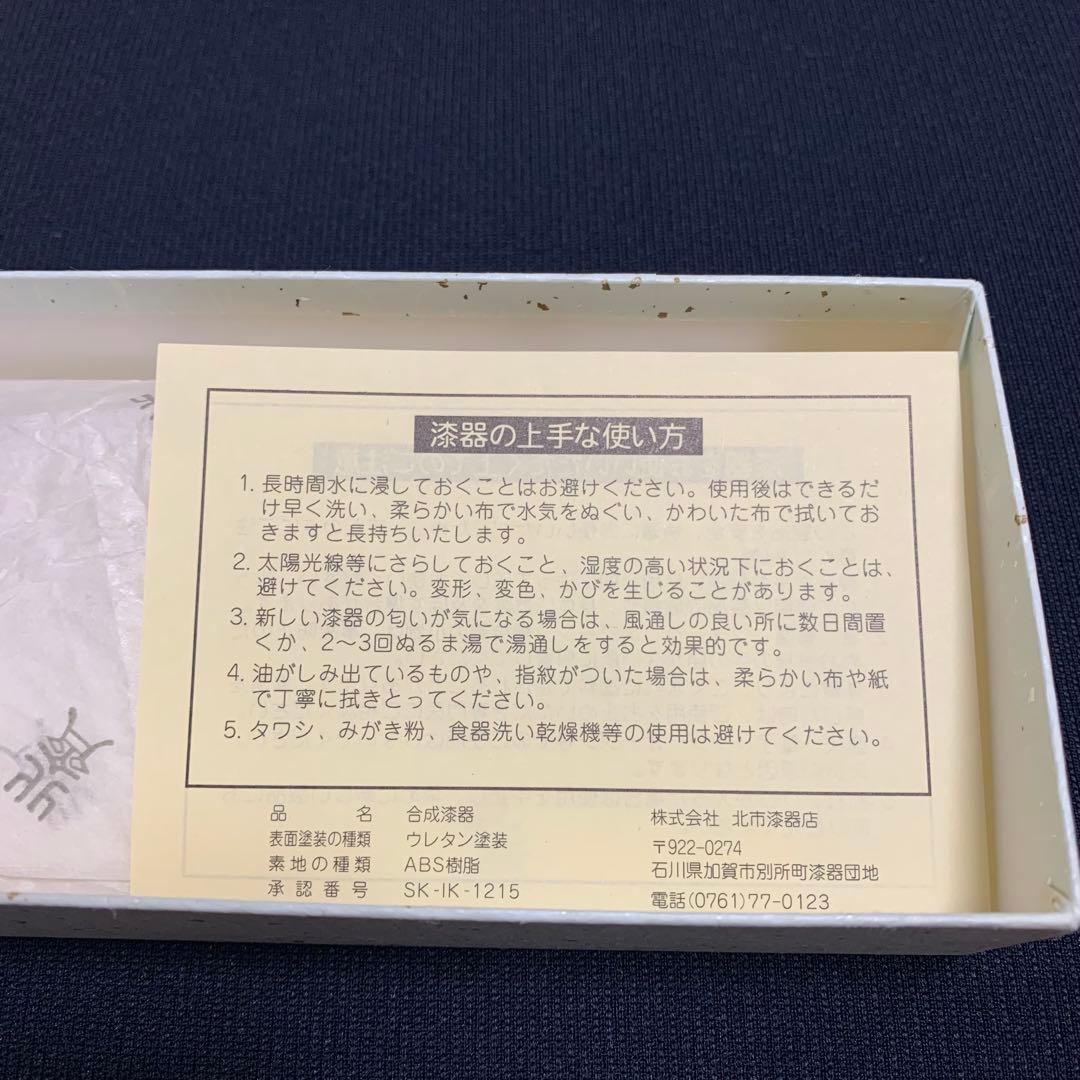 漆器の上手な使い方
1. 長時間水に浸しておくことはお避けください。使用後はできるだ
け早く洗い、柔らかい布で水気をぬぐい、かわいた布で拭いてお
きますと長持ちいたします。
2. 太陽光線等にさらしておくこと、湿度の高い状況下におくことは、
避けてください。変形、変色、かびを生じることがあります。
3. 新しい漆器の匂いが気になる場合は、風通しの良い所に数日間置
くか、2〜3回ぬるま湯で湯通しをすると効果的です。
4. 油がしみ出ているものや、指紋がついた場合は、柔らかい布や紙
で丁寧に拭きとってください。
5. タワシ、みがき粉、食器洗い乾燥機等の使用は避けてください。
品名 合成漆器
表面塗装の種類 ウレタン塗装
素地の種類 ABS樹脂
承認番号 SK-IK-1215
株式会社 北市漆器店
〒922-0274
石川県加賀市別所町漆器団地
電話(0761)77-0123